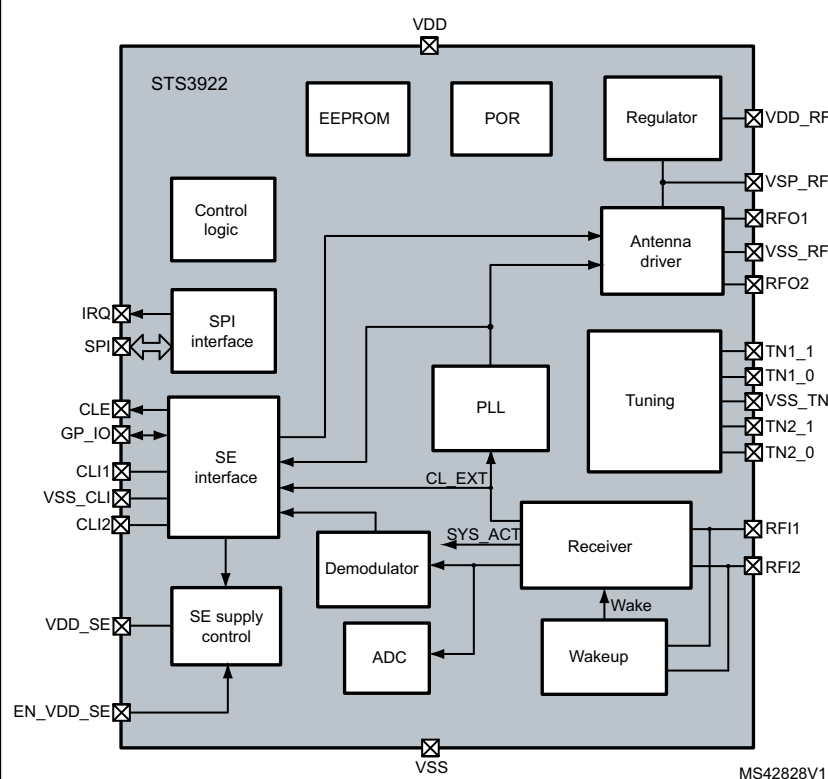 VDD
STS3922
EEPROM
POR
Regulator
VDD_RF
VSP_RF
Control
logic
Antenna
driver
RFO1
VSS_RF
RFO2
IRQ
SPI
SPI
interface
TN1_1
TN1_0
VSS_TN
TN2_1
TN2_0
Tuning
PLL
CLE
GP_IO
CLI1
VSS_CLI
CLI2
SE
interface
CL_EXT
SYS_ACT
Receiver
RFI1
RFI2
Demodulator
Wake
VDD_SE
SE supply
control
ADC
Wakeup
EN_VDD_SE
VSS
MS42828V1